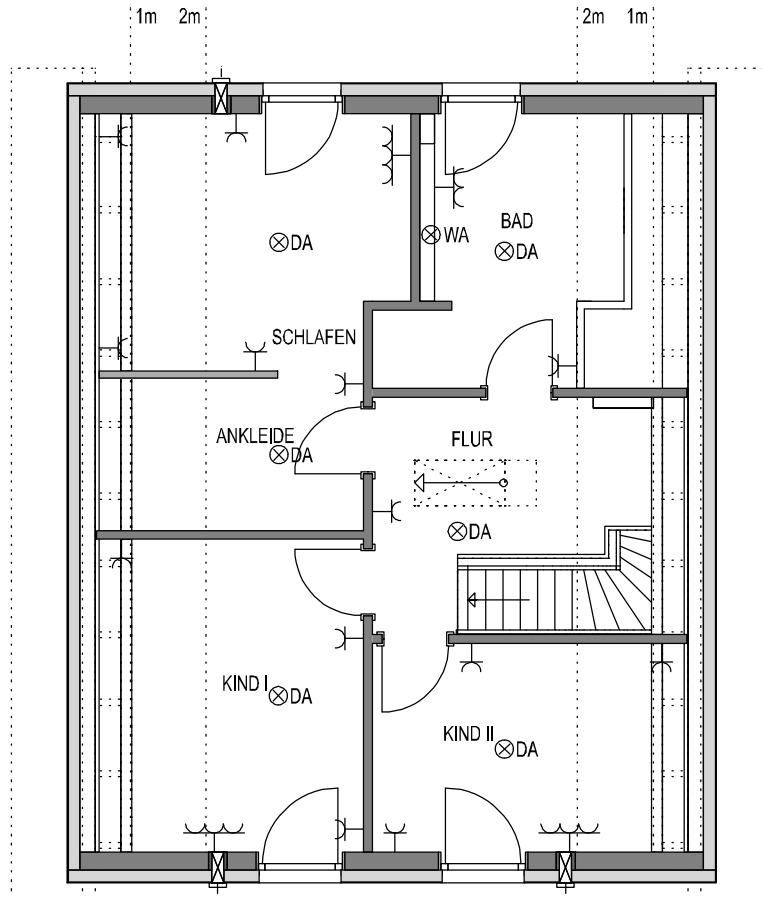 1m 2m 2m 1m
BAD
WA
DA
DA
SCHLAFEN
ANKLEIDE
DA
FLUR
DA
KIND I
DA
KIND II
DA